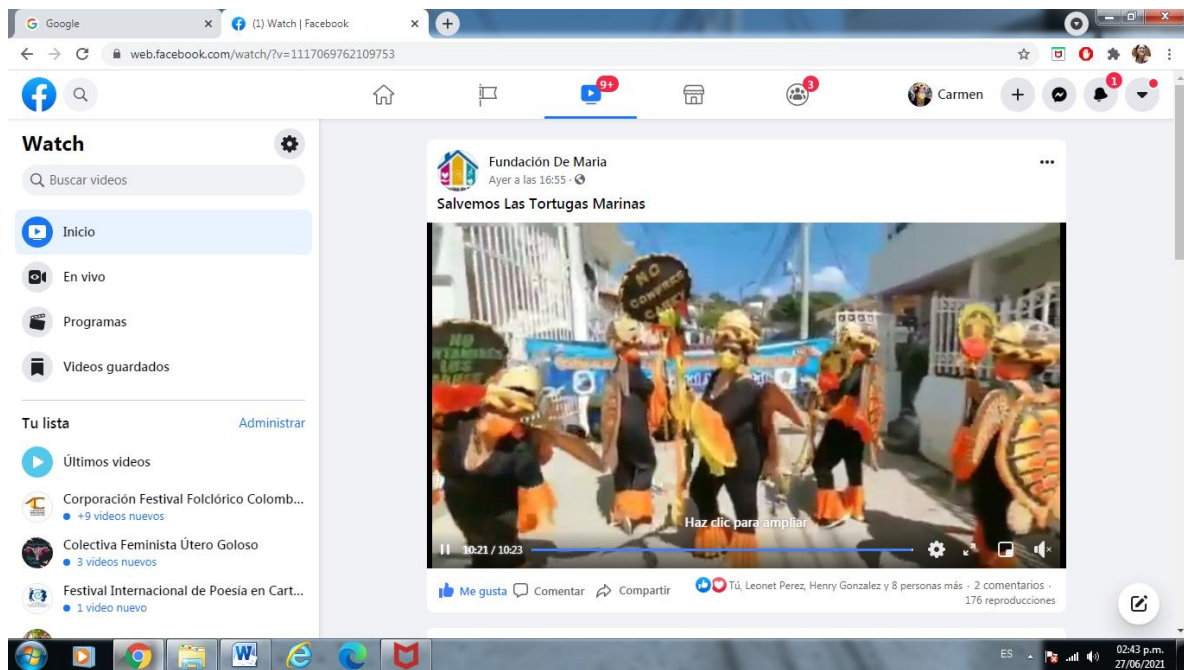 Google
(1) Watch | Facebook
web.facebook.com/watch/?v=1117069762109753
9+
3
Carmen
1
Watch
Buscar videos
Inicio
En vivo
Programas
Videos guardados
Tu lista
Administrar
Últimos videos
Corporación Festival Folclórico Colomb...
+9 videos nuevos
Colectiva Feminista Útero Goloso
3 videos nuevos
Festival Internacional de Poesía en Cart...
1 video nuevo
Fundación De Maria
Ayer a las 16:55
Salvemos Las Tortugas Marinas
NO
COMPRES
CAREY
NO
LOS
Haz clic para ampliar
10:21 / 10:23
Me gusta
Comentar
Compartir
Tú, Leonet Perez, Henry Gonzalez y 8 personas más · 2 comentarios ·
176 reproducciones
ES
02:43 p.m.
27/06/2021